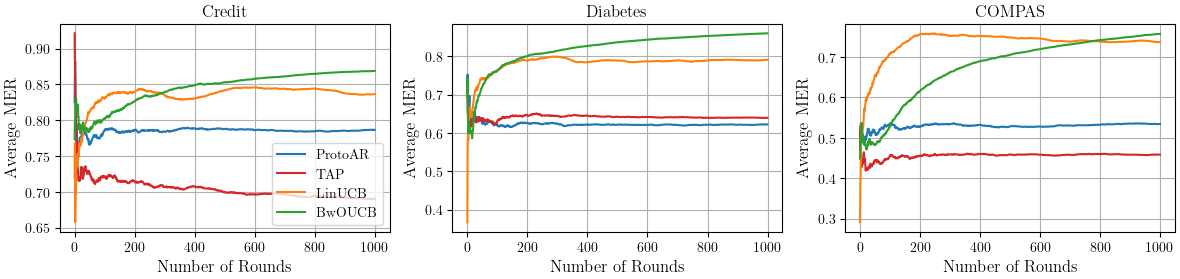 Credit
Average MER
0.90
0.85
0.80
0.75
0.70
0.65
0 200 400 600 800 1000
Number of Rounds
ProtoAR
TAP
LinUCB
BwOUCB
Diabetes
Average MER
0.8
0.7
0.6
0.5
0.4
0 200 400 600 800 1000
Number of Rounds
COMPAS
Average MER
0.7
0.6
0.5
0.4
0.3
0 200 400 600 800 1000
Number of Rounds